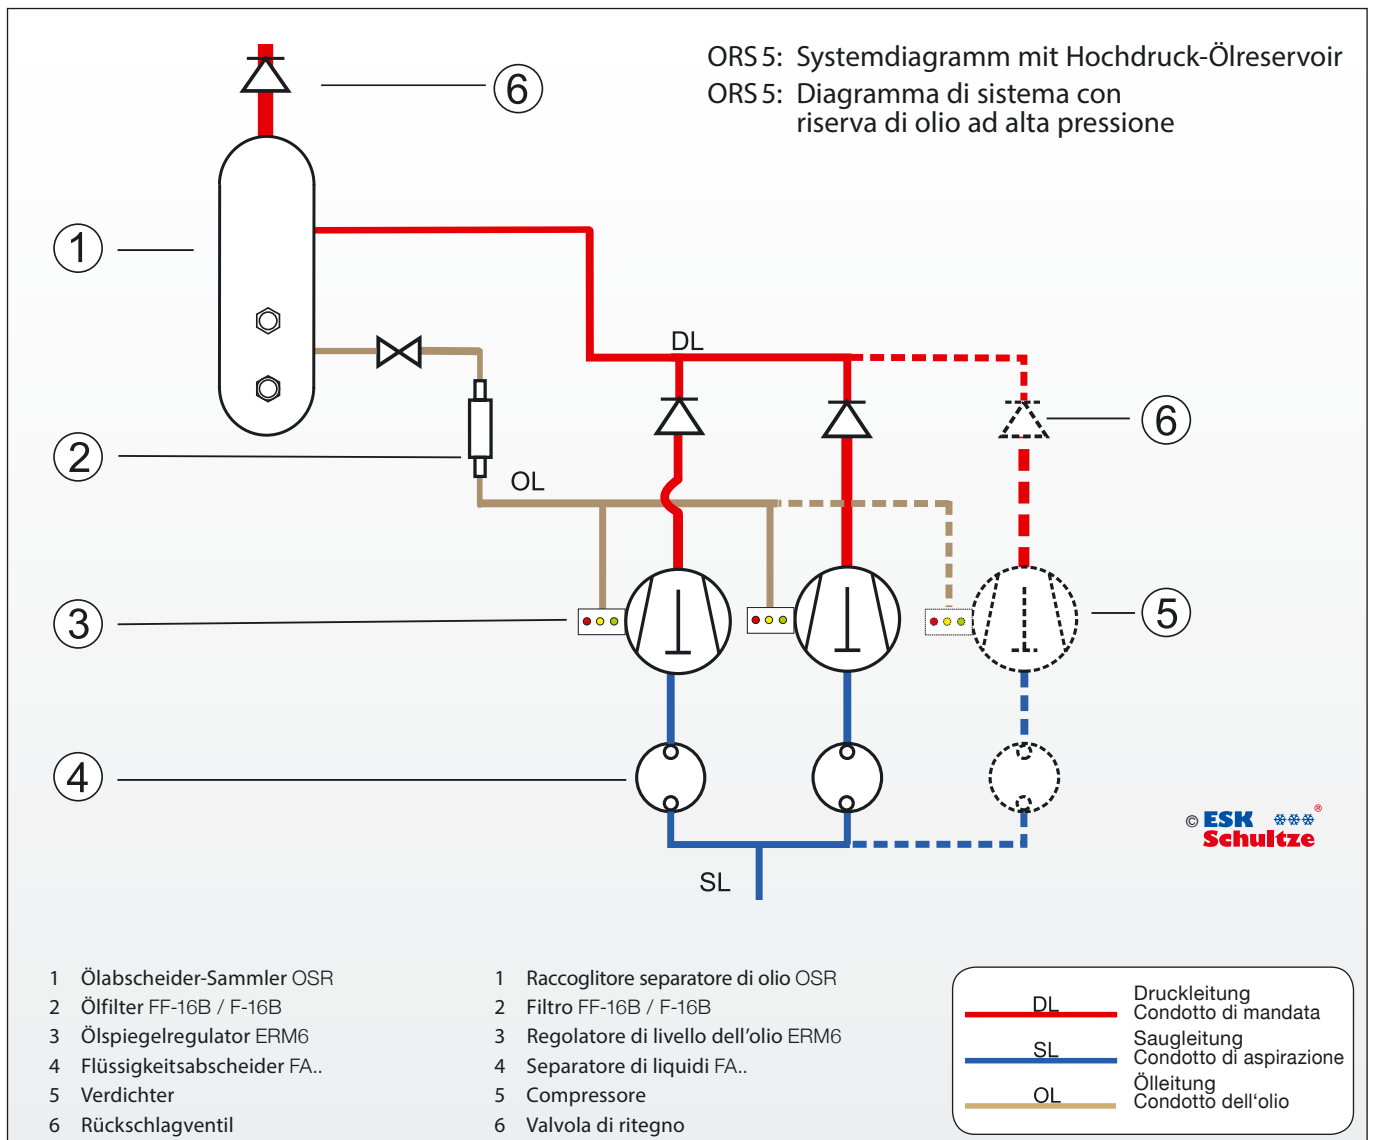 ORS 5: Systemdiagramm mit Hochdruck-Ölreservoir
ORS 5: Diagramma di sistema con
riserva di olio ad alta pressione
6
1
DL
6
2
OL
3
5
4
SL
© ESK ®
Schultze
1 Ölabscheider-Sammler OSR
2 Ölfilter FF-16B / F-16B
3 Ölspiegelregulator ERM6
4 Flüssigkeitsabscheider FA..
5 Verdichter
6 Rückschlagventil
1 Raccoglitore separatore di olio OSR
2 Filtro FF-16B / F-16B
3 Regolatore di livello dell'olio ERM6
4 Separatore di liquidi FA..
5 Compressore
6 Valvola di ritegno
DL Druckleitung
Condotto di mandata
SL Saugleitung
Condotto di aspirazione
OL Ölleitung
Condotto dell‘olio